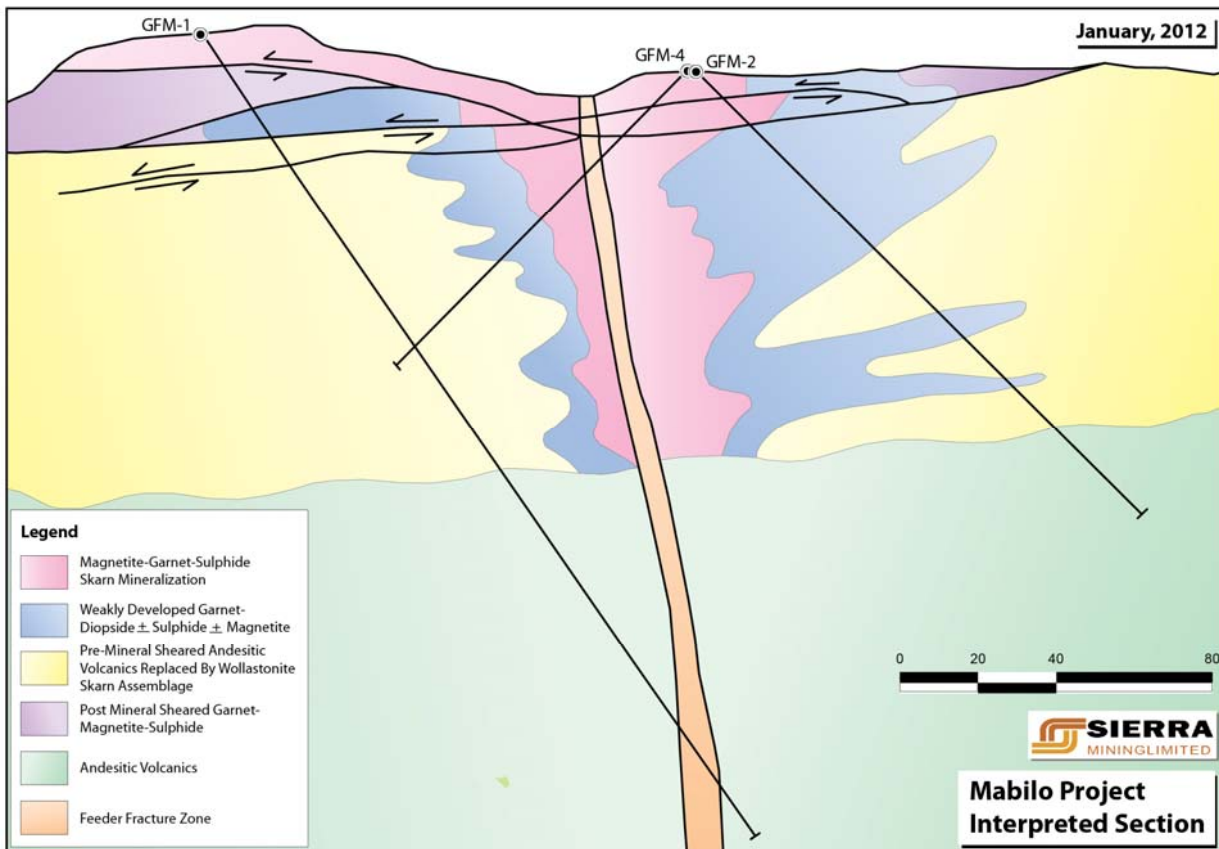 GFM-1
January, 2012
GFM-4
GFM-2
Legend
Magnetite-Garnet-Sulphide
Skarn Mineralization
Weakly Developed Garnet-
Diopside ± Sulphide ± Magnetite
Pre-Mineral Sheared Andesitic
Volcanics Replaced By Wollastonite
Skarn Assemblage
Post Mineral Sheared Garnet-
Magnetite-Sulphide
Andesitic Volcanics
Feeder Fracture Zone
0 20 40 80
SIERRA
MININGLIMITED
Mabilo Project
Interpreted Section